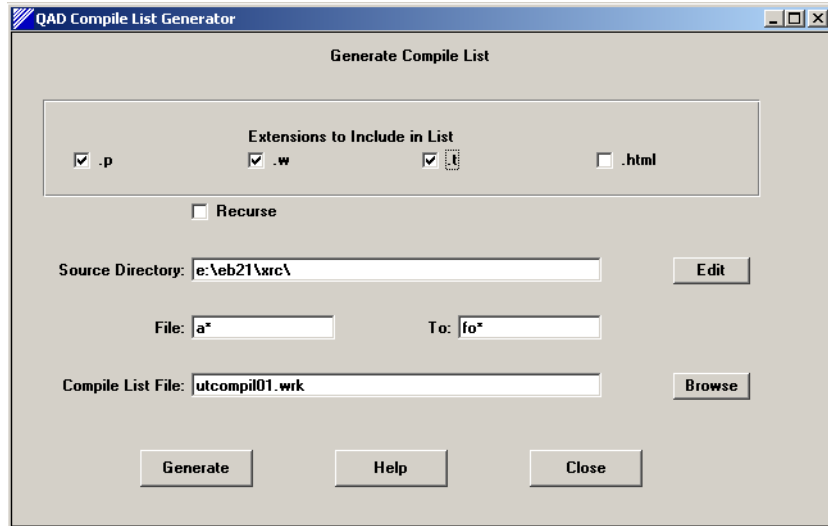 QAD Compile List Generator
Generate Compile List
Extensions to Include in List
.p .w .t .html
Recurse
Source Directory: e:\eb21\xrc\ Edit
File: a* To: fo*
Compile List File: utcompil01.wrk Browse
Generate Help Close